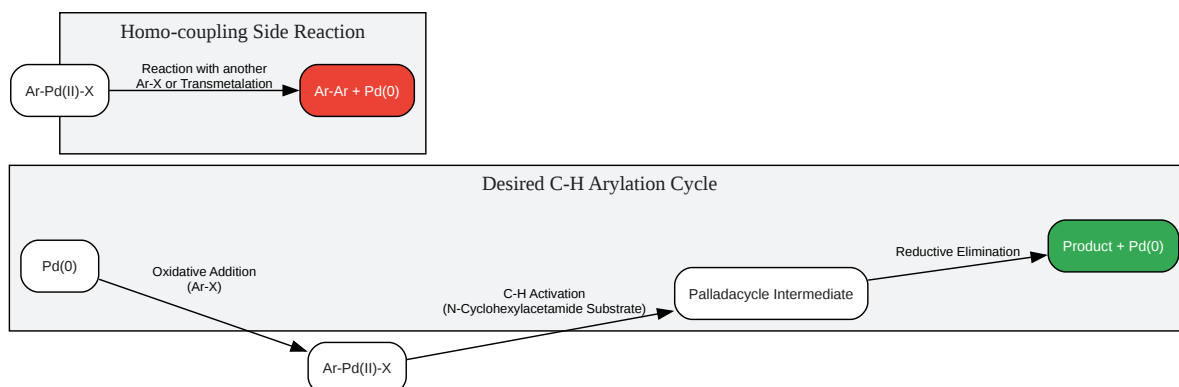 Homo-coupling Side Reaction
Ar-Pd(II)-X
Reaction with another
Ar-X or Transmetalation
Ar-Ar + Pd(0)
Desired C-H Arylation Cycle
Pd(0)
Oxidative Addition
(Ar-X)
Ar-Pd(II)-X
C-H Activation
(N-Cyclohexylacetamide Substrate)
Palladacycle Intermediate
Reductive Elimination
Product + Pd(0)